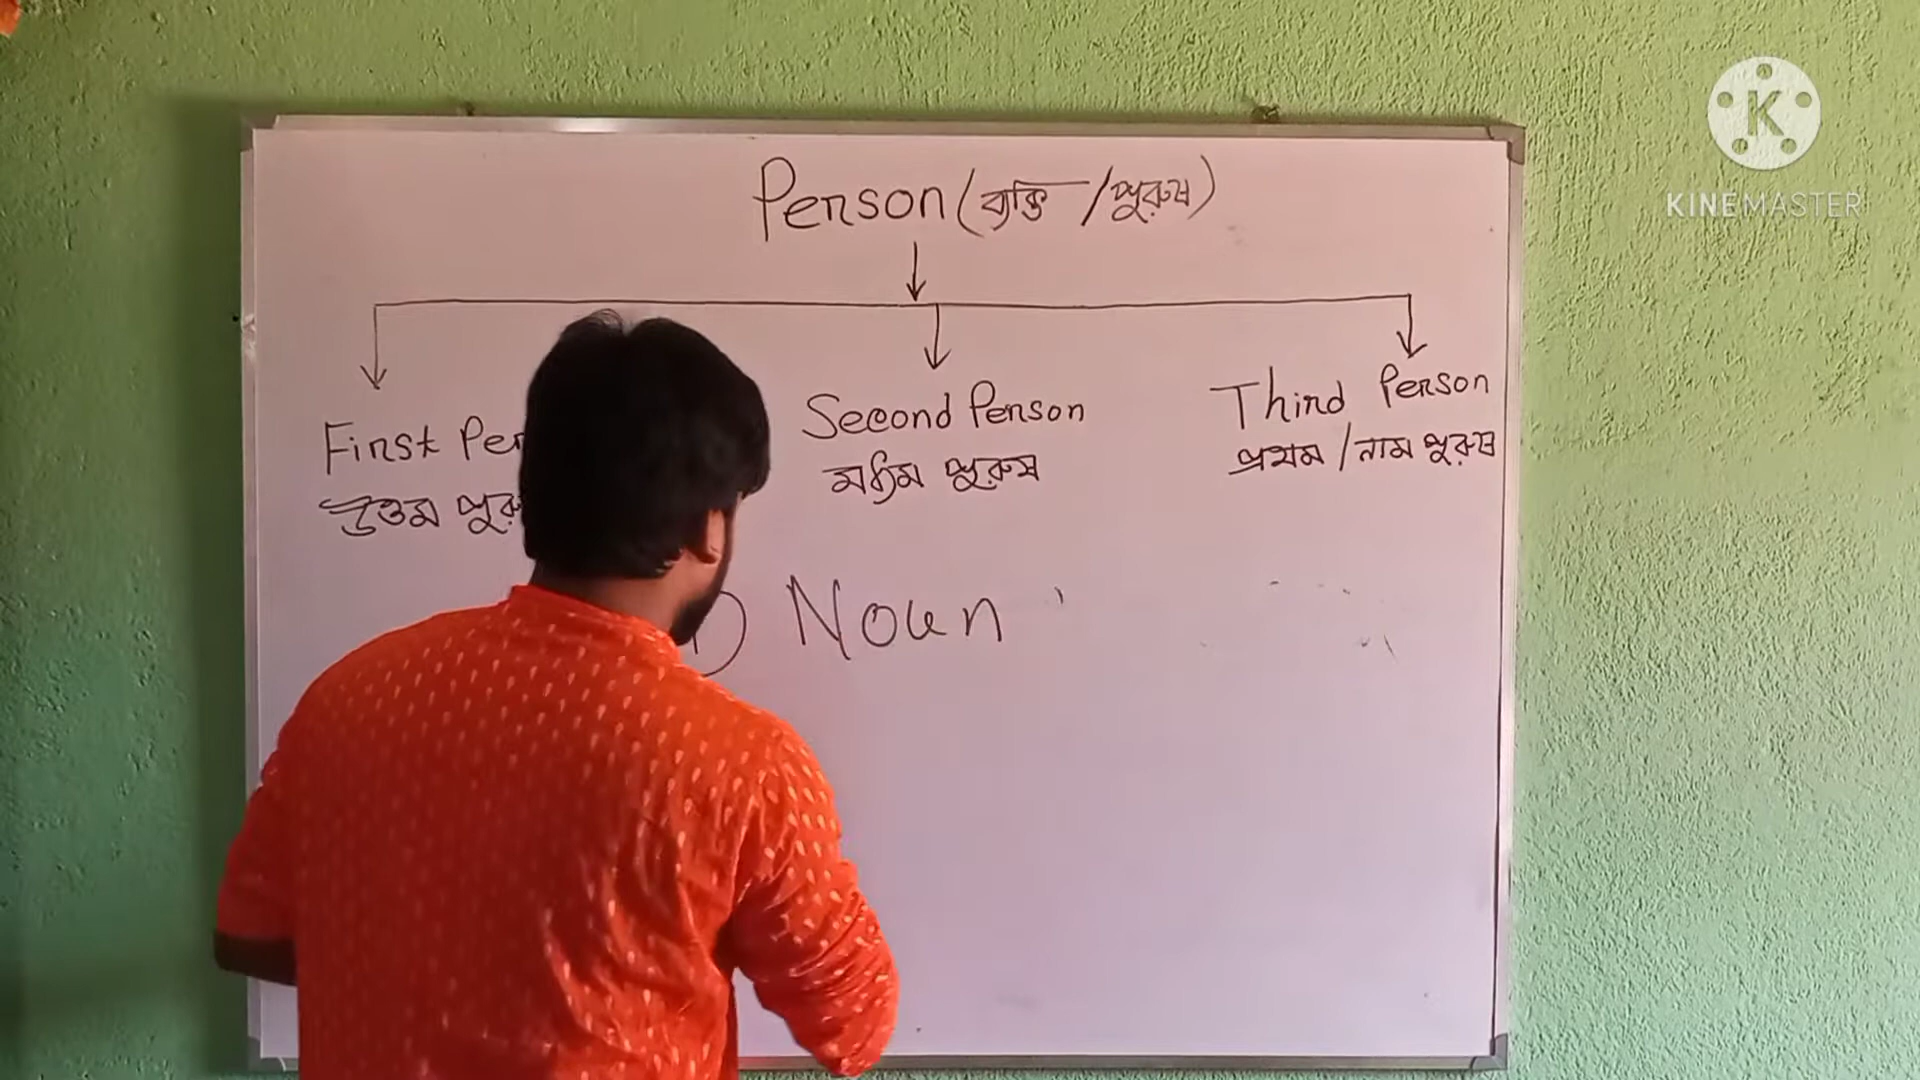 Person (ব্যক্তি / পুরুষ)
First Per
উত্তম পুরু
Second Person
মধ্যম পুরুষ
Third Person
প্রথম / নাম পুরুষ
Noun
KINEMASTER